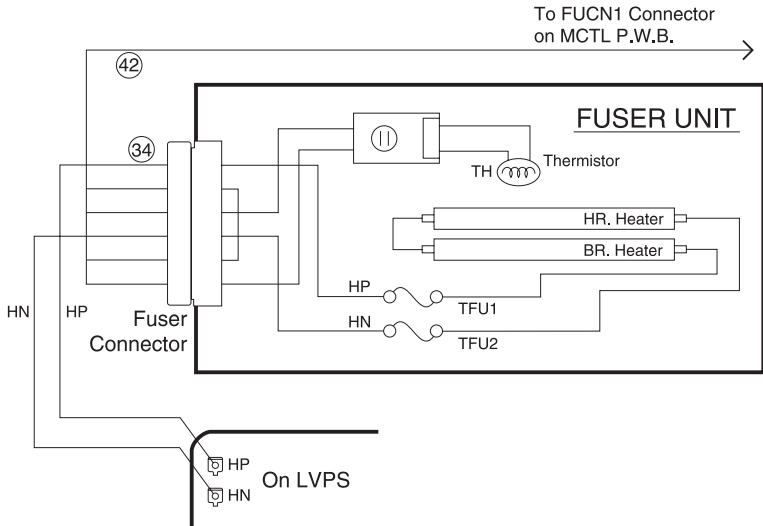 To FUCN1 Connector
on MCTL P.W.B.
42
FUSER UNIT
34
TH
Thermistor
HR. Heater
BR. Heater
HP
TFU1
HN
TFU2
HN
HP
Fuser
Connector
HP
HN
On LVPS